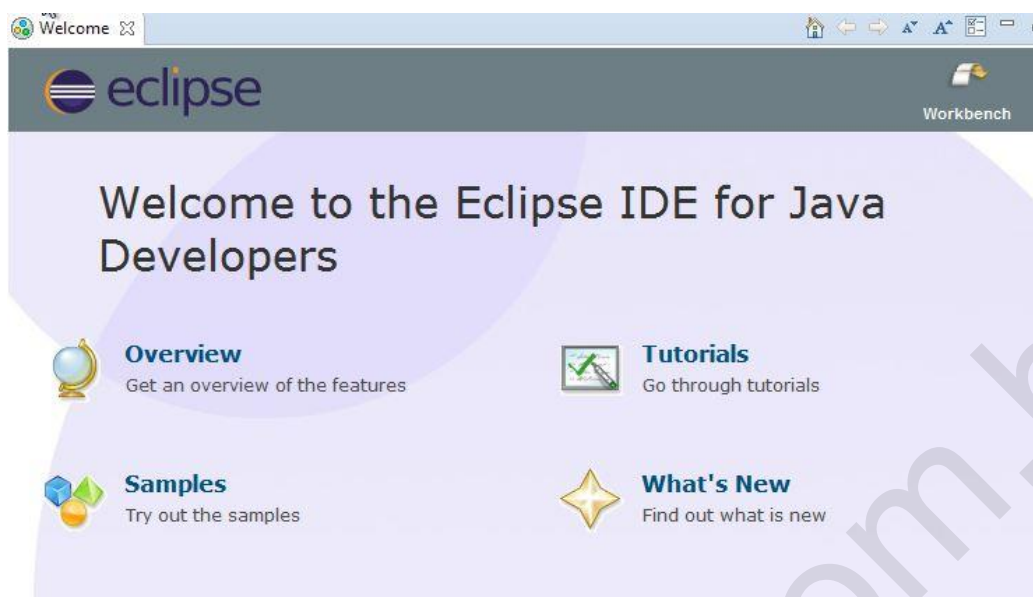 Welcome
eclipse
Workbench
Welcome to the Eclipse IDE for Java
Developers
Overview
Get an overview of the features
Tutorials
Go through tutorials
Samples
Try out the samples
What's New
Find out what is new
om.